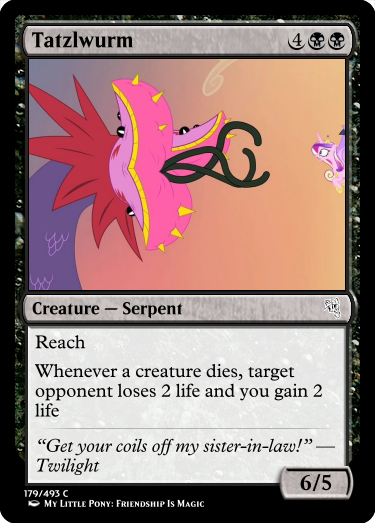 Tatzlwurm 4
Creature — Serpent
Reach
Whenever a creature dies, target
opponent loses 2 life and you gain 2
life
“Get your coils off my sister-in-law!” —
Twilight
6/5
179/493 C
My Little Pony: Friendship Is Magic